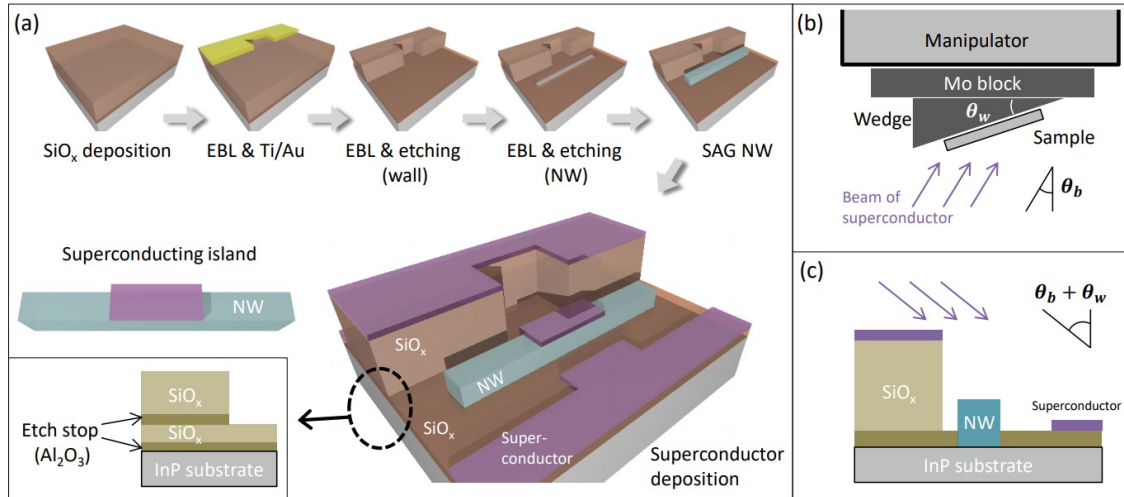 (a)
SiOx deposition
EBL & Ti/Au
EBL & etching
(wall)
EBL & etching
(NW)
SAG NW
Superconducting island
NW
SiOx
NW
SiOx
Super-
conductor
Superconductor
deposition
SiOx
SiOx
Etch stop
(Al2O3)
InP substrate
(b)
Manipulator
Mo block
Wedge
θw
Sample
Beam of
superconductor
θb
(c)
θb + θw
SiOx
NW
Superconductor
InP substrate